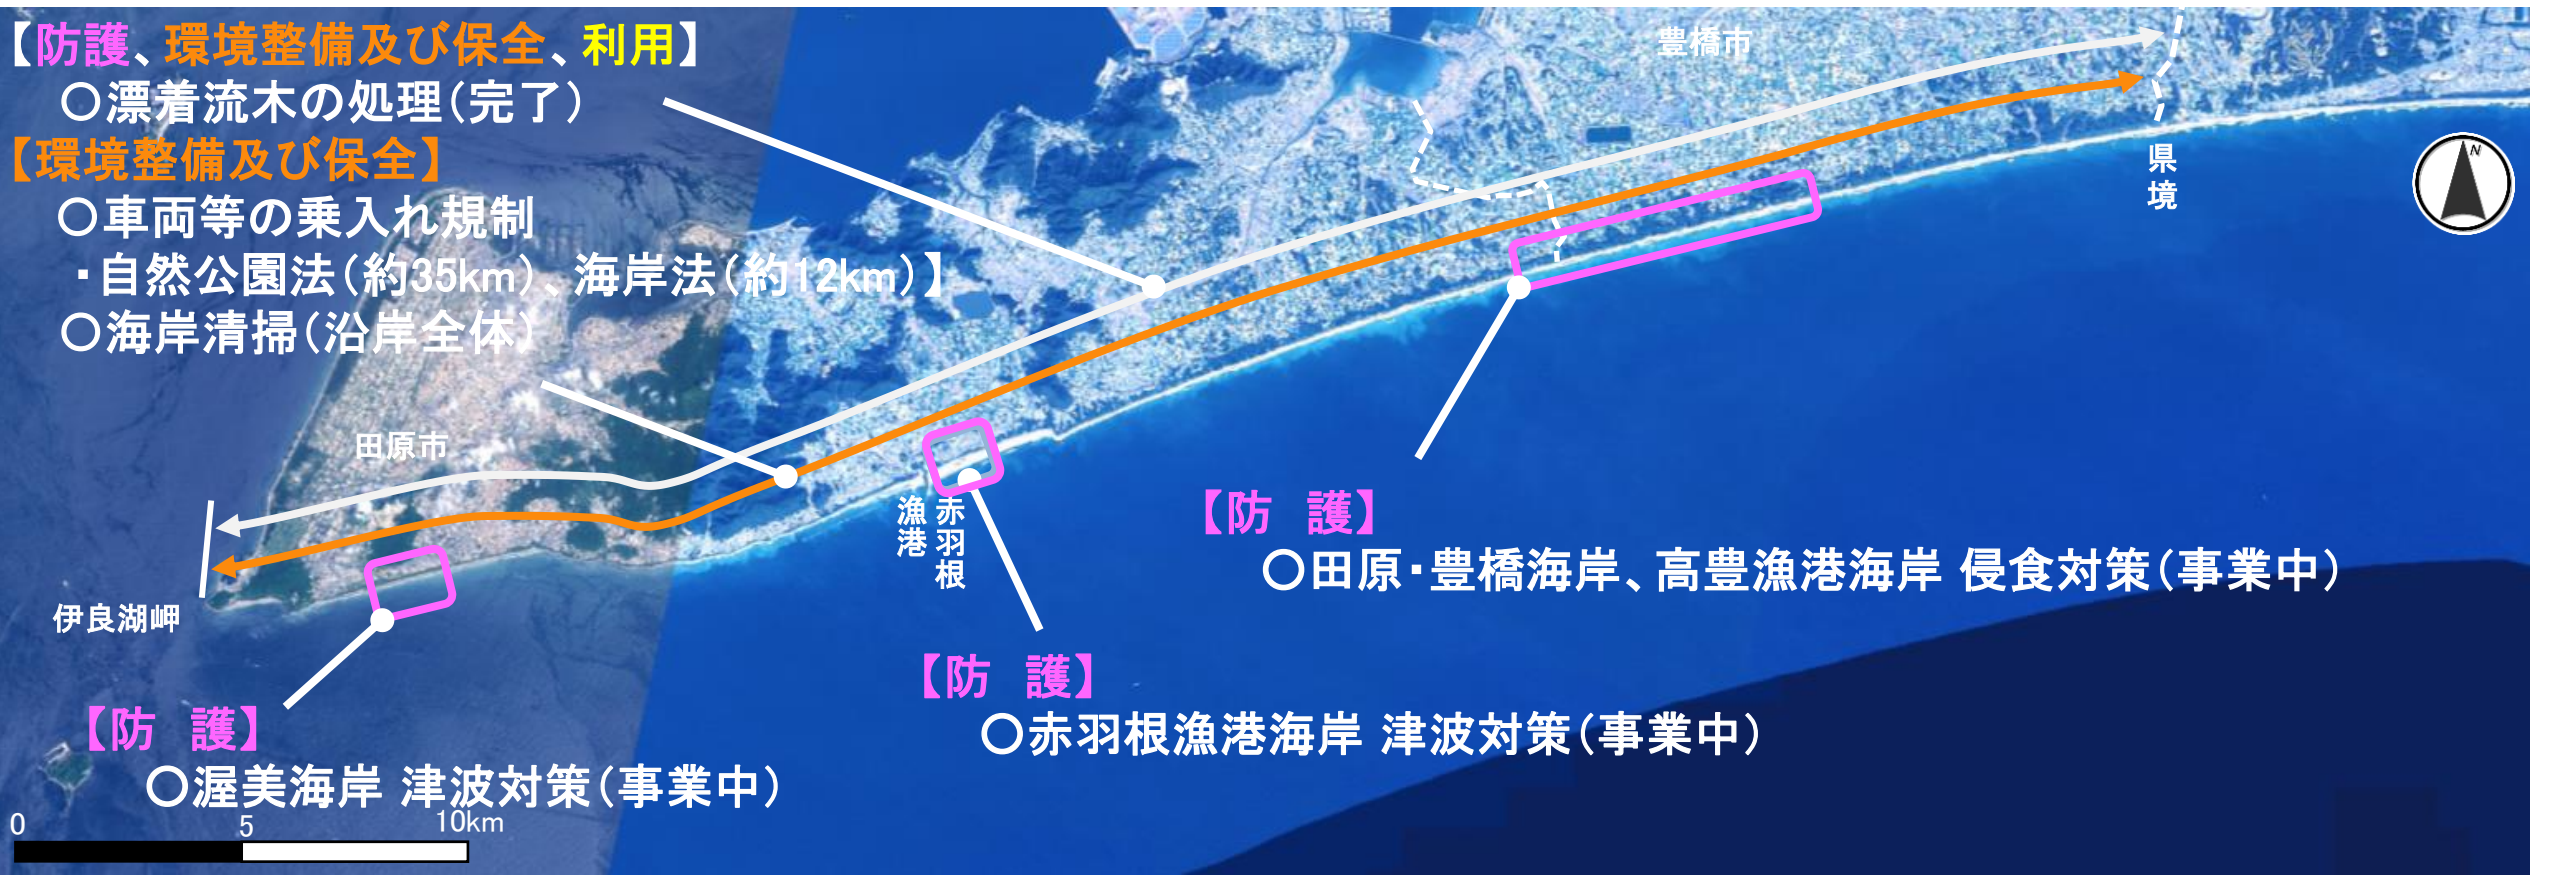 【防護、環境整備及び保全、利用】
○漂着流木の処理（完了）
【環境整備及び保全】
○車両等の乗入れ規制
・自然公園法（約35km）、海岸法（約12km）】
○海岸清掃（沿岸全体）
豊橋市
県境
N
田原市
赤羽根漁港
伊良湖岬
【防　護】
○田原・豊橋海岸、高豊漁港海岸 侵食対策（事業中）
【防　護】
○赤羽根漁港海岸 津波対策（事業中）
【防　護】
○渥美海岸 津波対策（事業中）
0 5 10km